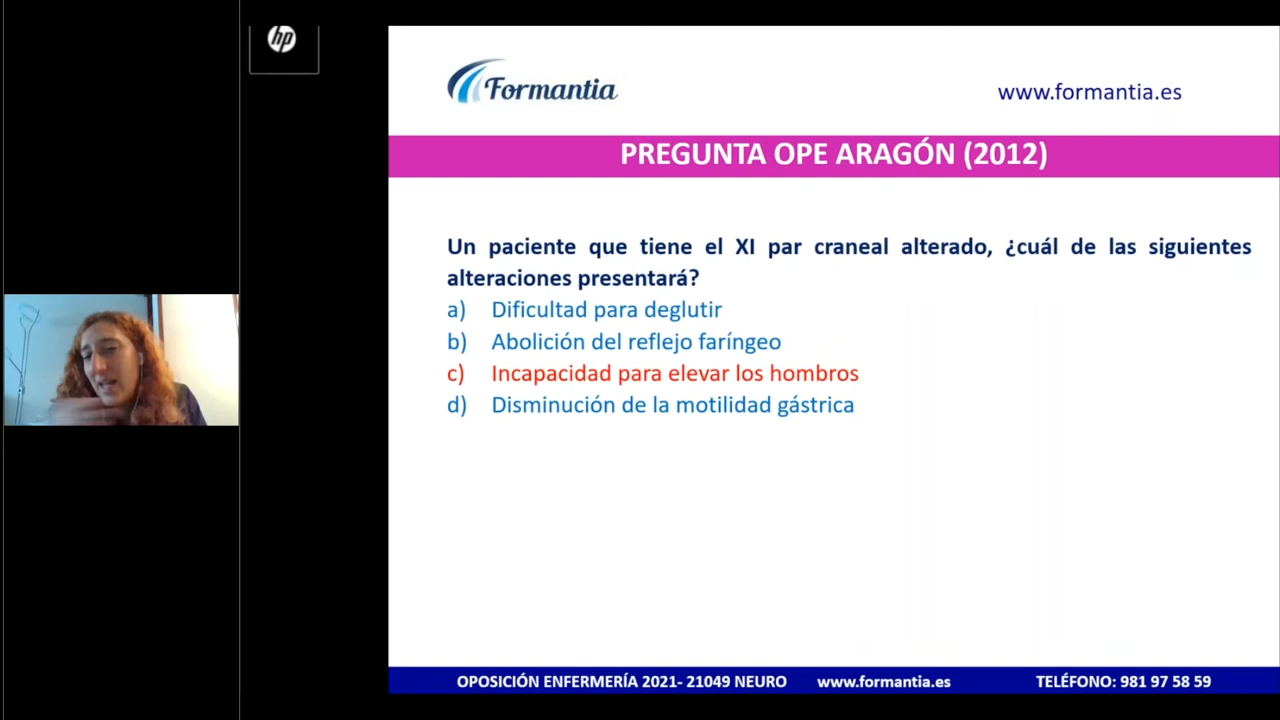 hp
Formantia
www.formantia.es
PREGUNTA OPE ARAGÓN (2012)
Un paciente que tiene el XI par craneal alterado, ¿cuál de las siguientes
alteraciones presentará?
a) Dificultad para deglutir
b) Abolición del reflejo faríngeo
c) Incapacidad para elevar los hombros
d) Disminución de la motilidad gástrica
OPOSICIÓN ENFERMERÍA 2021- 21049 NEURO www.formantia.es TELÉFONO: 981 97 58 59